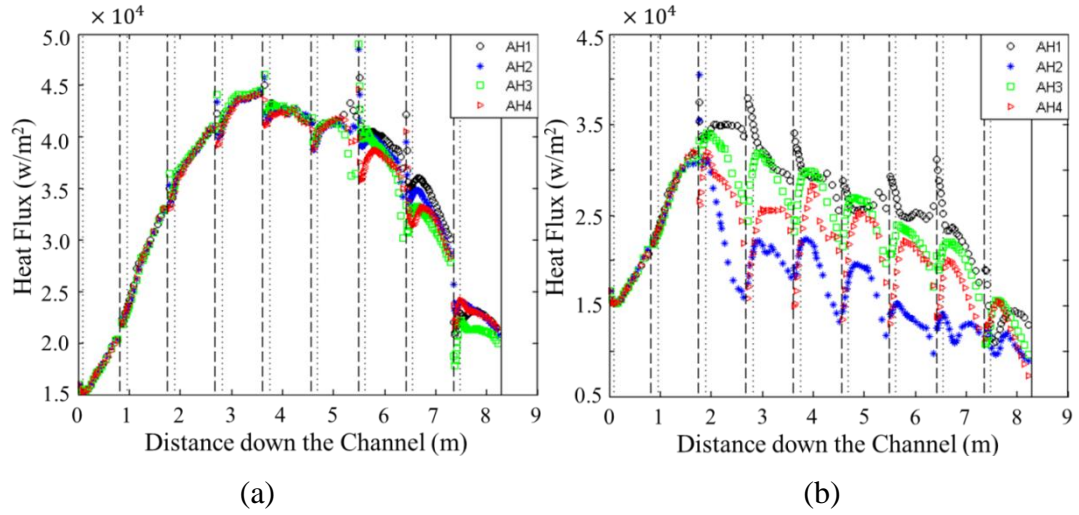 × 10⁴
5.0
4.5
4.0
3.5
3.0
2.5
2.0
1.5
Heat Flux (w/m²)
AH1
AH2
AH3
AH4
0 1 2 3 4 5 6 7 8 9
Distance down the Channel (m)
(a)
× 10⁴
4.5
3.5
2.5
1.5
0.5
Heat Flux (w/m²)
AH1
AH2
AH3
AH4
0 1 2 3 4 5 6 7 8 9
Distance down the Channel (m)
(b)